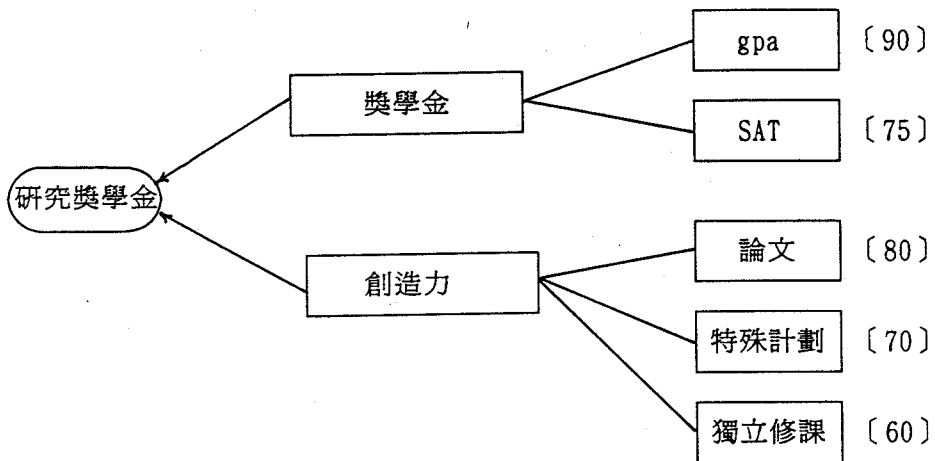 gpa 〔90〕
獎學金
SAT 〔75〕
研究獎學金
論文 〔80〕
創造力
特殊計劃 〔70〕
獨立修課 〔60〕